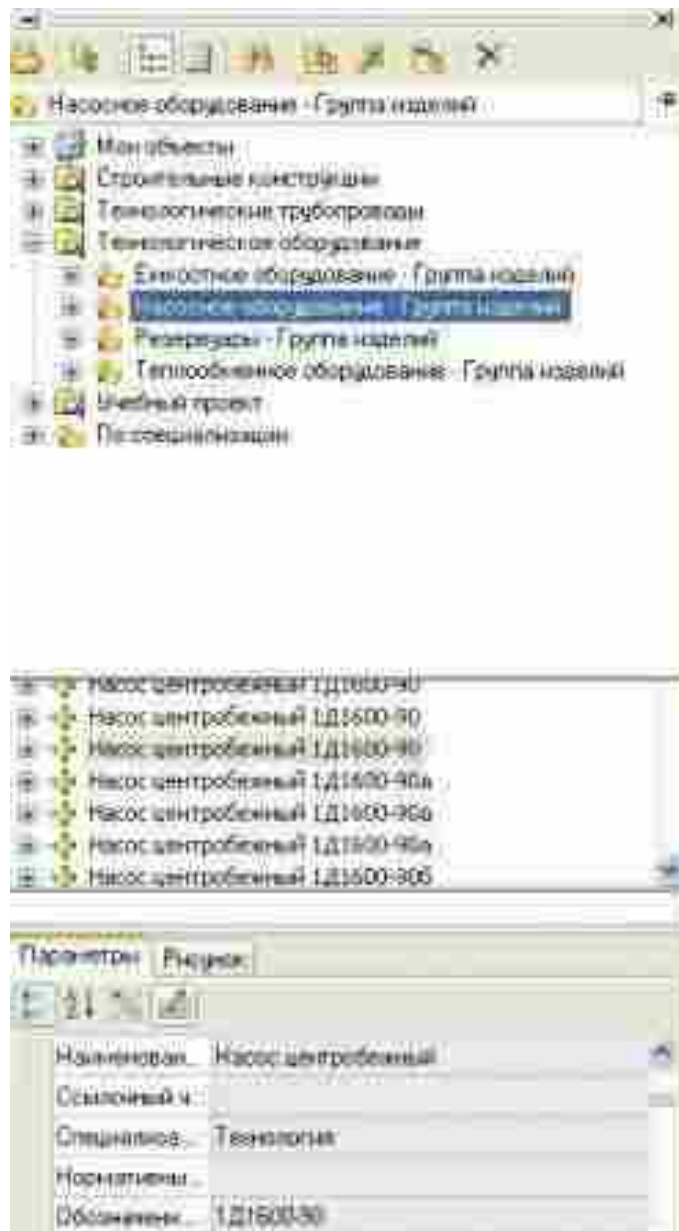 Насосное оборудование - Группа изделий
Мои объекты
Строительные конструкции
Технологические трубопроводы
Технологическое оборудование
Емкостное оборудование - Группа изделий
Насосное оборудование - Группа изделий
Резервуары - Группа изделий
Теплообменное оборудование - Группа изделий
Учебный проект
По специализации
Насос центробежный 1Д1600-90
Насос центробежный 1Д1600-90
Насос центробежный 1Д1600-90
Насос центробежный 1Д1600-90а
Насос центробежный 1Д1600-90а
Насос центробежный 1Д1600-90а
Насос центробежный 1Д1600-90б
Параметры Рисунок
Наименован... Насос центробежный
Ссылочный ч...
Специализа... Технология
Нормативны...
Обозначени... 1Д1600-90